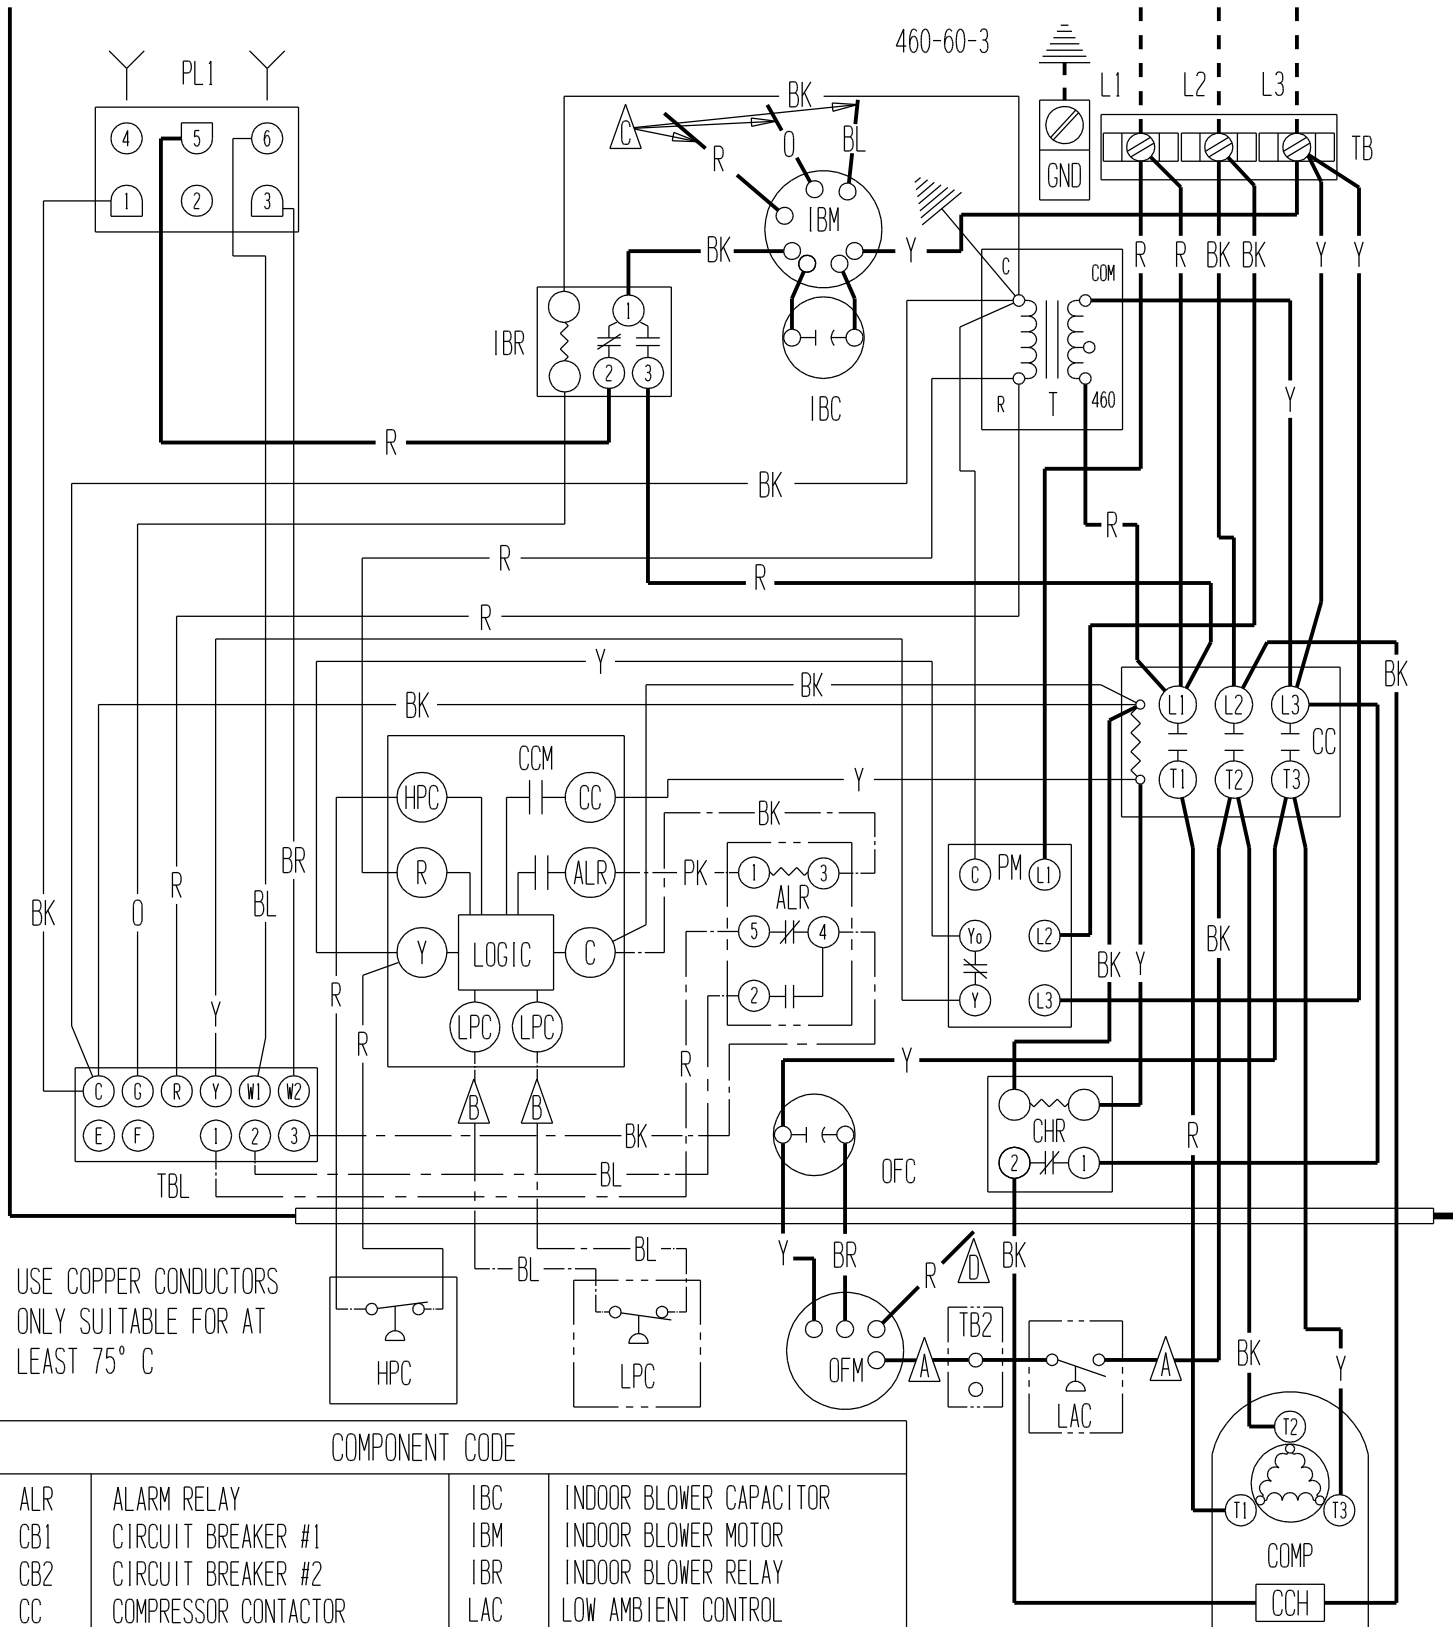 460-60-3
PL1
L1 L2 L3
TB
GND
4 5 6
1 2 3
BK
C
R O BL
IBM
BK
Y
R R BK BK Y Y
C COM
IBR
1
2 3
IBC
R T 460
Y
R
BK
R
R
R
R
Y
BK
BK
BK
L1 L2 L3
CC
T1 T2 T3
CCM
HPC CC
Y
BK
R ALR
PK
1 3
ALR
C PM L1
BR
BK O R BL
Y LOGIC C
5 4
Yo L2
BK
BK Y
2
Y L3
R
Y
LPC LPC
R
R
Y
C G R Y W1 W2
B B
E F 1 2 3
BK
CHR
R
2 1
TBL
BL
OFC
Y BR R D BK
BL
BL
USE COPPER CONDUCTORS
ONLY SUITABLE FOR AT
LEAST 75° C
HPC
LPC
OFM
A
TB2
LAC
A
BK
Y
T2
T1 T3
COMP
CCH
COMPONENT CODE
ALR ALARM RELAY IBC INDOOR BLOWER CAPACITOR
CB1 CIRCUIT BREAKER #1 IBM INDOOR BLOWER MOTOR
CB2 CIRCUIT BREAKER #2 IBR INDOOR BLOWER RELAY
CC COMPRESSOR CONTACTOR LAC LOW AMBIENT CONTROL